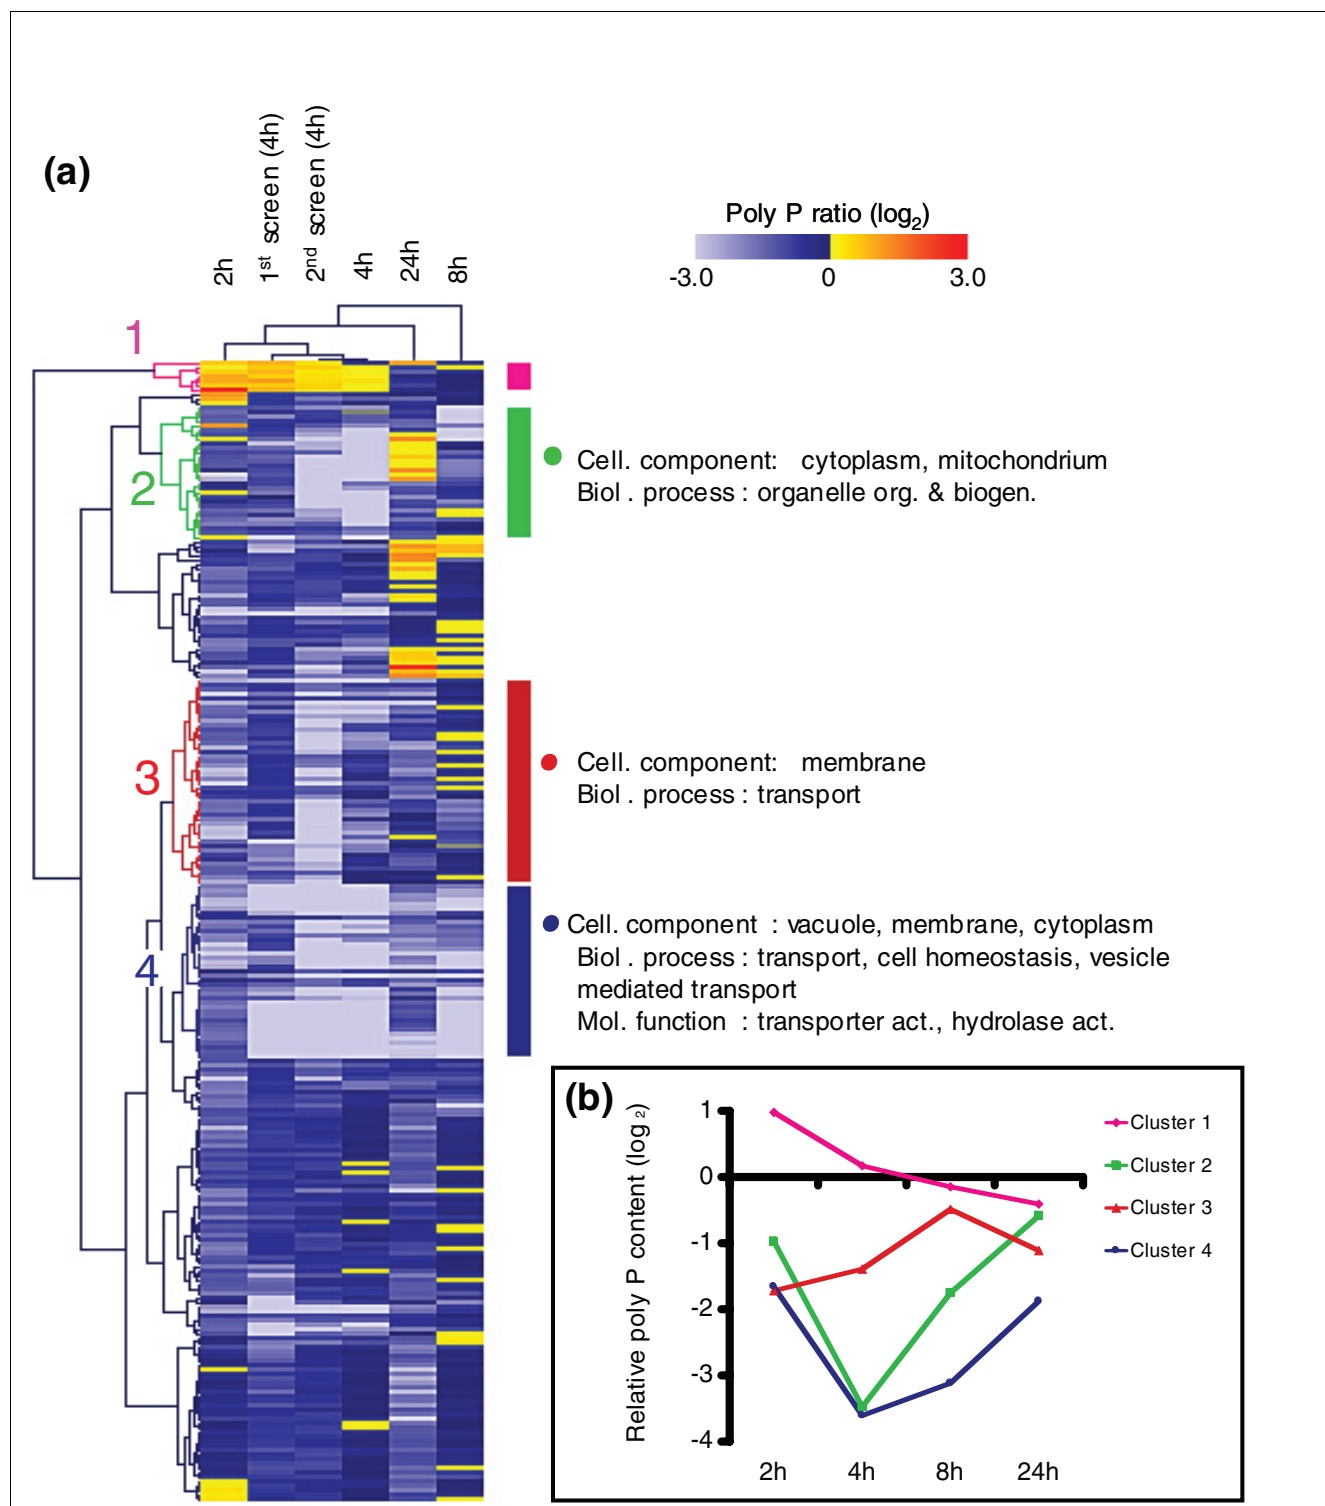 (a)
2h
1st screen (4h)
2nd screen (4h)
4h
24h
8h
Poly P ratio (log2)
-3.0 0 3.0
1
2
Cell. component: cytoplasm, mitochondrium
Biol. process : organelle org. & biogen.
3
Cell. component: membrane
Biol. process : transport
4
Cell. component : vacuole, membrane, cytoplasm
Biol. process : transport, cell homeostasis, vesicle
mediated transport
Mol. function : transporter act., hydrolase act.
(b)
Relative poly P content (log 2)
1
0
-1
-2
-3
-4
2h 4h 8h 24h
Cluster 1
Cluster 2
Cluster 3
Cluster 4